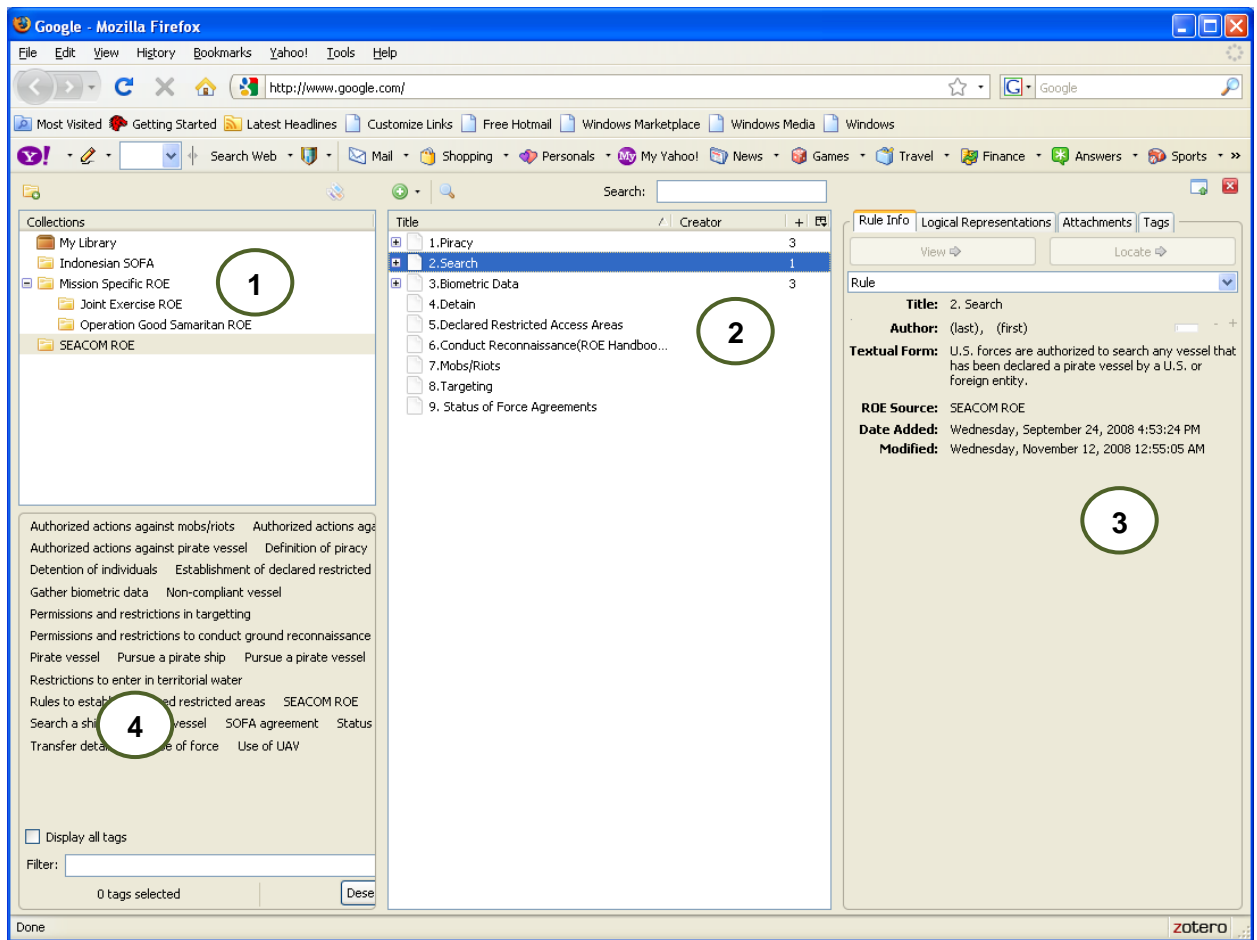 Google - Mozilla Firefox
File Edit View History Bookmarks Yahoo! Tools Help
http://www.google.com/ G Google
Most Visited Getting Started Latest Headlines Customize Links Free Hotmail Windows Marketplace Windows Media Windows
Y! Search Web Mail Shopping Personals My Yahoo! News Games Travel Finance Answers Sports »
Search:
Collections
My Library
Indonesian SOFA
Mission Specific ROE
Joint Exercise ROE
Operation Good Samaritan ROE
SEACOM ROE
1
Title / Creator +
1.Piracy 3
2.Search 1
3.Biometric Data 3
4.Detain
5.Declared Restricted Access Areas
6.Conduct Reconnaissance(ROE Handboo...
7.Mobs/Riots
8.Targeting
9. Status of Force Agreements
2
Rule Info Logical Representations Attachments Tags
View Locate
Rule
Title: 2. Search
Author: (last), (first) - +
Textual Form: U.S. forces are authorized to search any vessel that
has been declared a pirate vessel by a U.S. or
foreign entity.
ROE Source: SEACOM ROE
Date Added: Wednesday, September 24, 2008 4:53:24 PM
Modified: Wednesday, November 12, 2008 12:55:05 AM
3
Authorized actions against mobs/riots Authorized actions aga
Authorized actions against pirate vessel Definition of piracy
Detention of individuals Establishment of declared restricted
Gather biometric data Non-compliant vessel
Permissions and restrictions in targetting
Permissions and restrictions to conduct ground reconnaissance
Pirate vessel Pursue a pirate ship Pursue a pirate vessel
Restrictions to enter in territorial water
Rules to estab ed restricted areas SEACOM ROE
Search a shi vessel SOFA agreement Status
Transfer detai e of force Use of UAV
4
Display all tags
Filter:
0 tags selected Dese
Done zotero